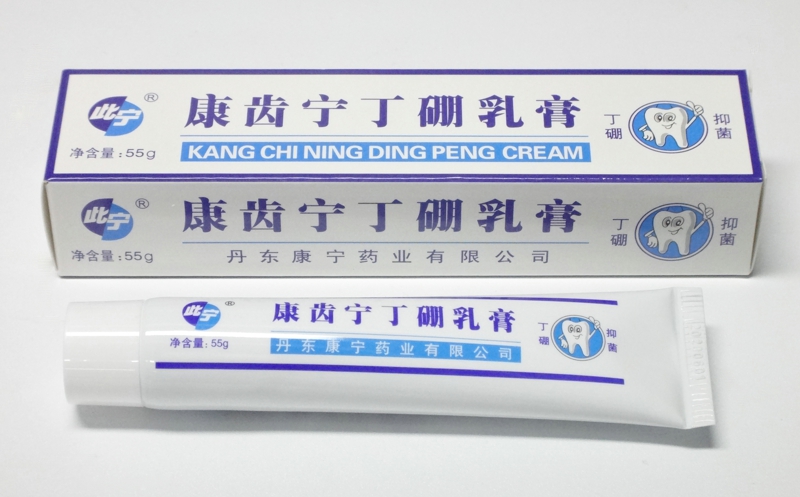 此宁®
康齿宁丁硼乳膏
净含量:55g
KANG CHI NING DING PENG CREAM
丁硼
抑菌
此宁®
康齿宁丁硼乳膏
净含量:55g
丹东康宁药业有限公司
丁硼
抑菌
此宁®
康齿宁丁硼乳膏
净含量:55g
丹东康宁药业有限公司
丁硼
抑菌